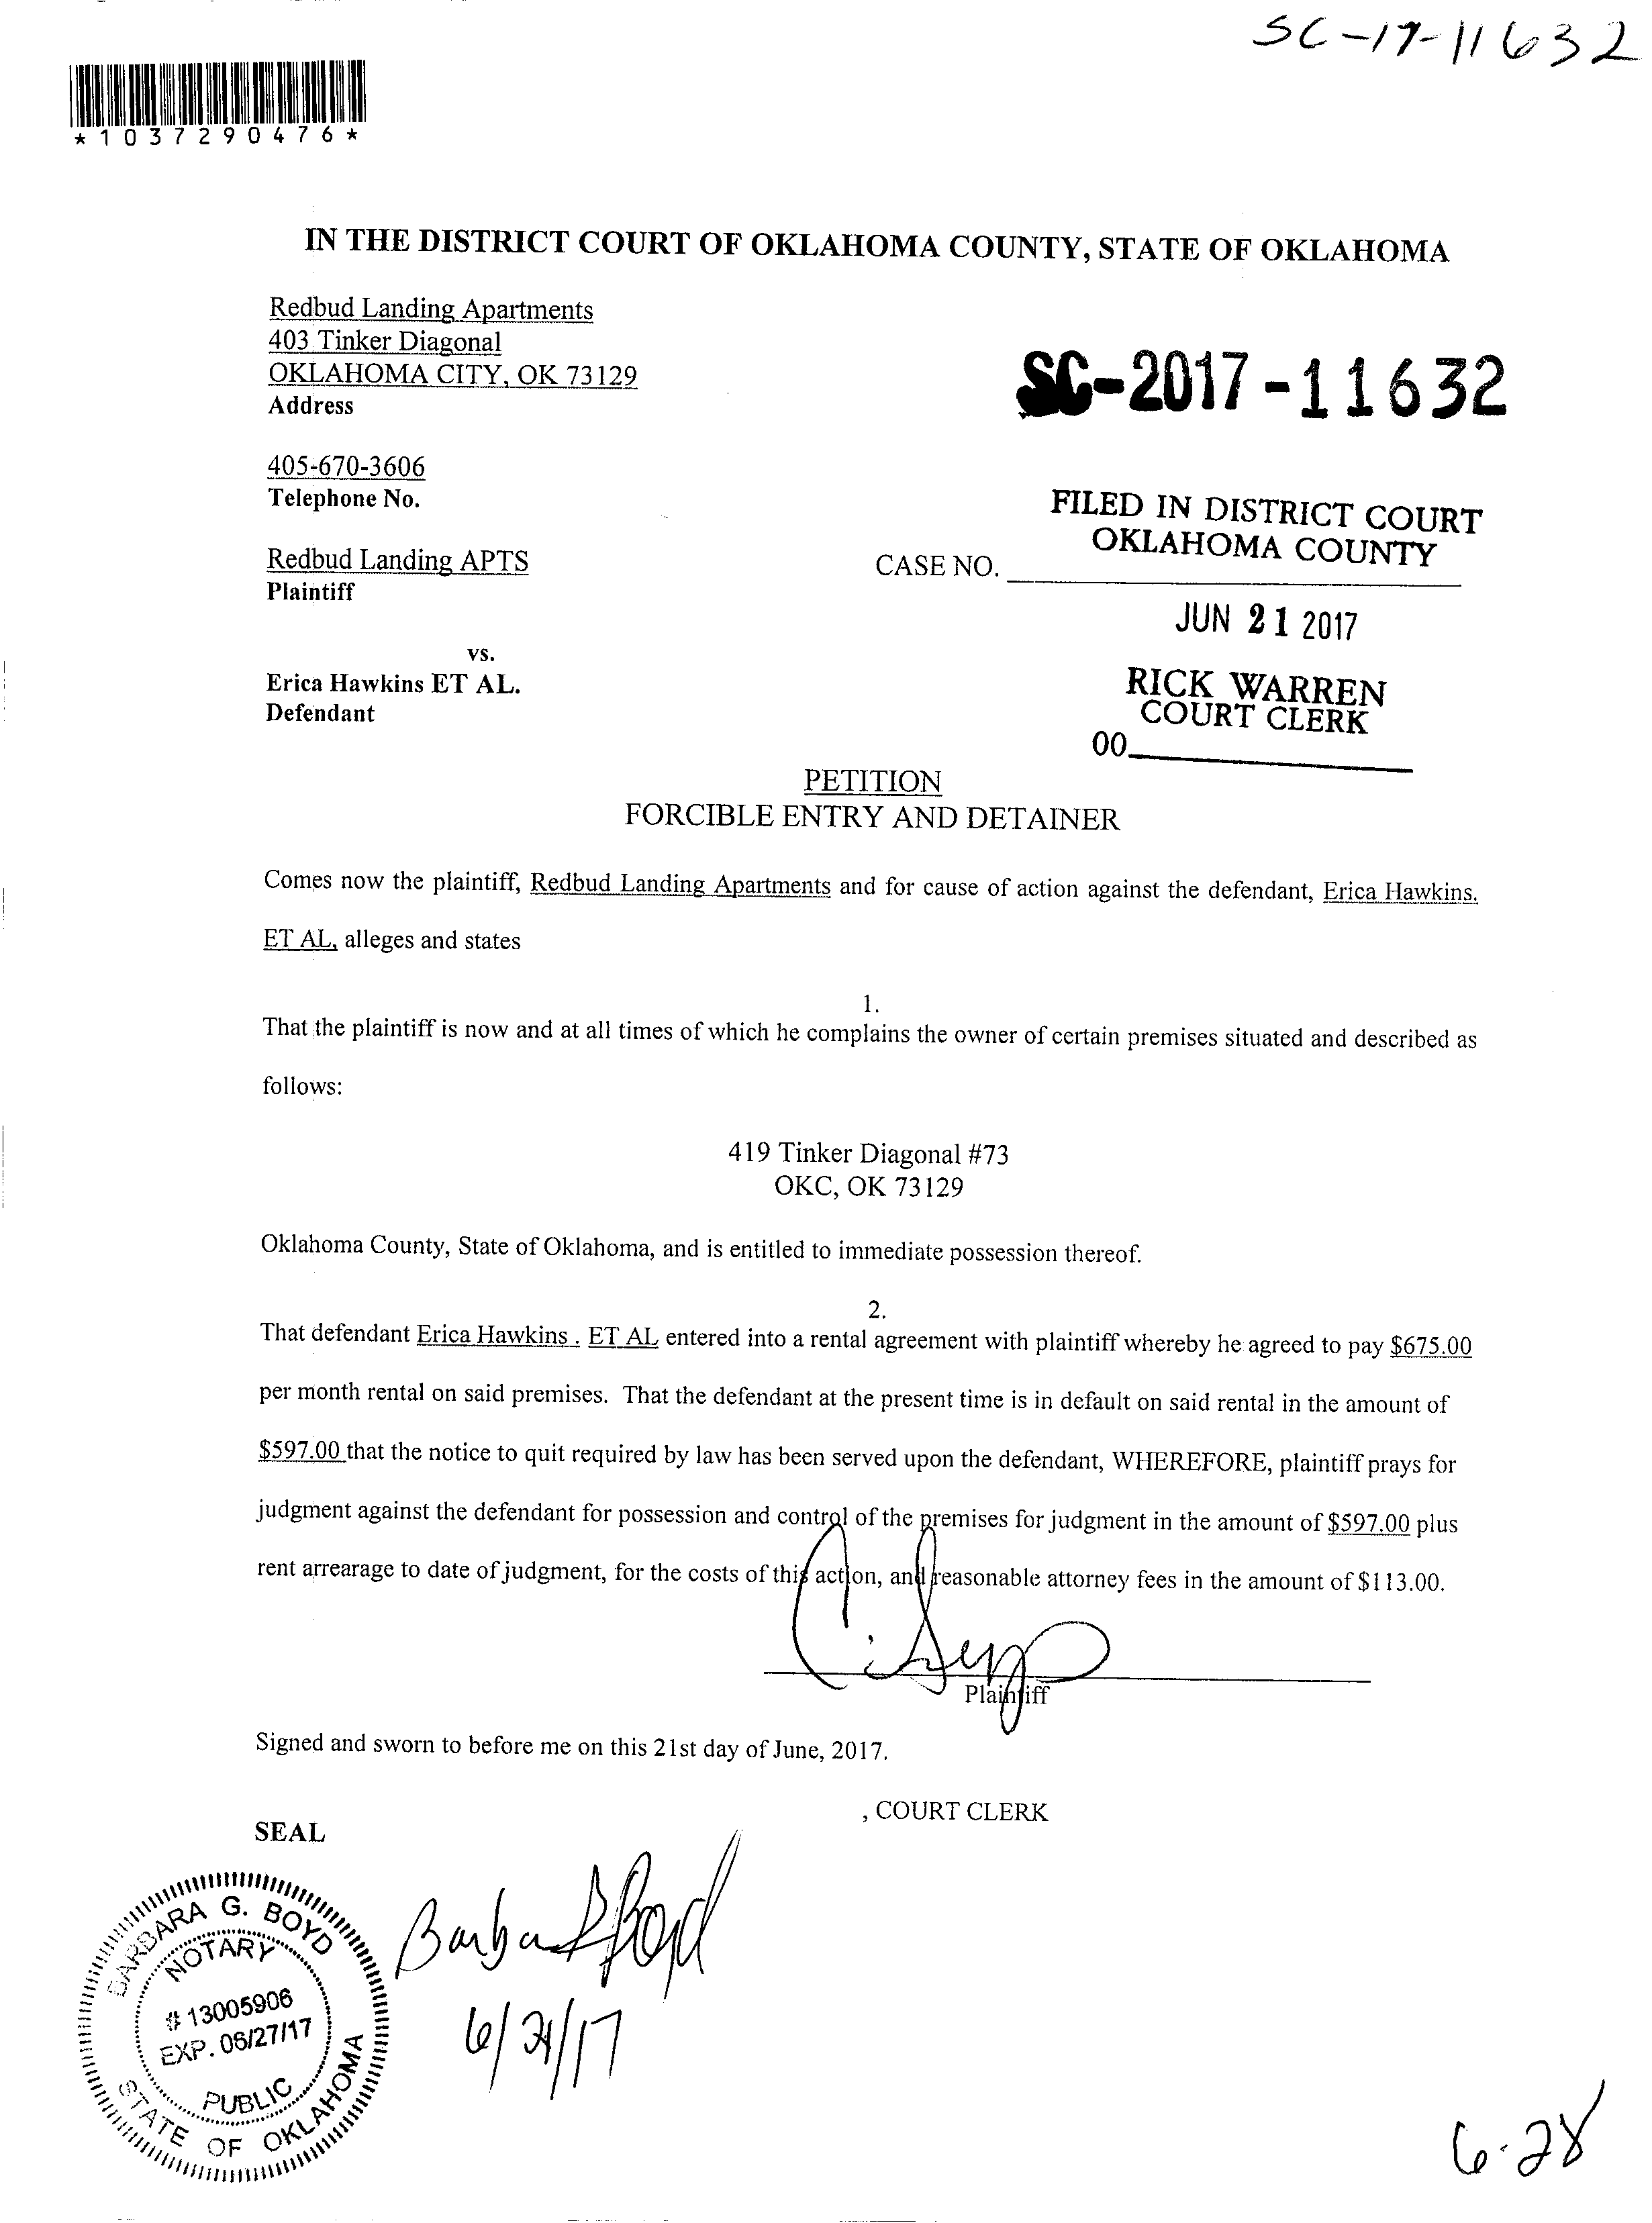 SC-17-11632
*1037290476*
IN THE DISTRICT COURT OF OKLAHOMA COUNTY, STATE OF OKLAHOMA
Redbud Landing Apartments
403 Tinker Diagonal
OKLAHOMA CITY, OK 73129
Address
SC-2017-11632
405-670-3606
Telephone No.
FILED IN DISTRICT COURT
OKLAHOMA COUNTY
Redbud Landing APTS
Plaintiff
CASE NO.
JUN 21 2017
vs.
Erica Hawkins ET AL.
Defendant
RICK WARREN
COURT CLERK
00
PETITION
FORCIBLE ENTRY AND DETAINER
Comes now the plaintiff, Redbud Landing Apartments and for cause of action against the defendant, Erica Hawkins.
ET AL, alleges and states
1.
That the plaintiff is now and at all times of which he complains the owner of certain premises situated and described as
follows:
419 Tinker Diagonal #73
OKC, OK 73129
Oklahoma County, State of Oklahoma, and is entitled to immediate possession thereof.
2.
That defendant Erica Hawkins . ET AL entered into a rental agreement with plaintiff whereby he agreed to pay $675.00
per month rental on said premises. That the defendant at the present time is in default on said rental in the amount of
$597.00 that the notice to quit required by law has been served upon the defendant, WHEREFORE, plaintiff prays for
judgment against the defendant for possession and control of the premises for judgment in the amount of $597.00 plus
rent arrearage to date of judgment, for the costs of this action, and reasonable attorney fees in the amount of $113.00.
Plaintiff
Signed and sworn to before me on this 21st day of June, 2017.
, COURT CLERK
SEAL
BARBARA G. BOYD
NOTARY
# 13005906
EXP. 06/27/17
PUBLIC
STATE OF OKLAHOMA
Barbara G Boyd
6/21/17
6-28